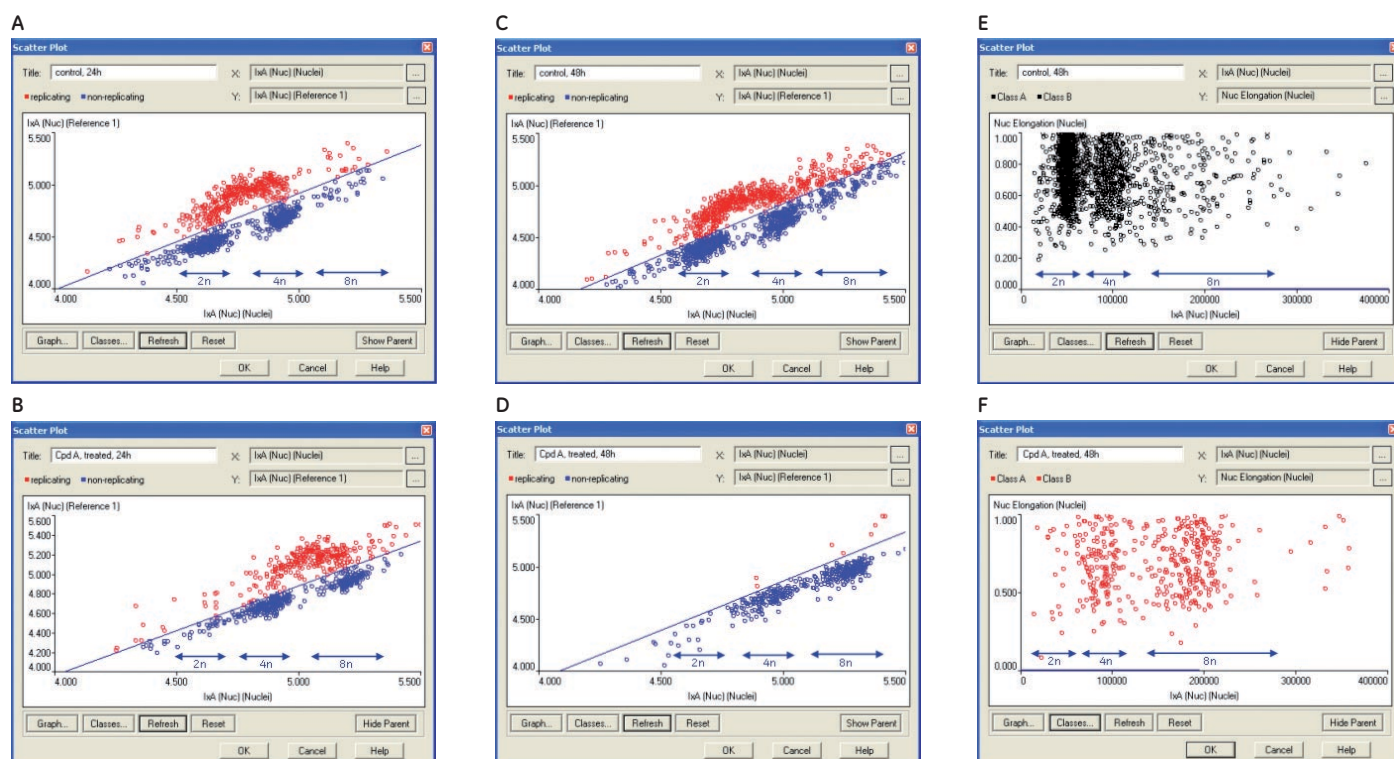 A
Scatter Plot
Title: control, 24h X: IxA (Nuc) (Nuclei) ...
replicating non-replicating Y: IxA (Nuc) (Reference 1) ...
IxA (Nuc) (Reference 1)
5.500
5.000
4.500
4.000
2n 4n 8n
4.000 4.500 5.000 5.500
IxA (Nuc) (Nuclei)
Graph... Classes... Refresh Reset Show Parent
OK Cancel Help
B
Scatter Plot
Title: Cpd A, treated, 24h X: IxA (Nuc) (Nuclei) ...
replicating non-replicating Y: IxA (Nuc) (Reference 1) ...
IxA (Nuc) (Reference 1)
5.600
5.400
5.200
5.000
4.800
4.600
4.400
4.200
4.000
2n 4n 8n
4.000 4.500 5.000 5.500
IxA (Nuc) (Nuclei)
Graph... Classes... Refresh Reset Hide Parent
OK Cancel Help
C
Scatter Plot
Title: control, 48h X: IxA (Nuc) (Nuclei) ...
replicating non-replicating Y: IxA (Nuc) (Reference 1) ...
IxA (Nuc) (Reference 1)
5.500
5.000
4.500
4.000
2n 4n 8n
4.000 4.500 5.000 5.500
IxA (Nuc) (Nuclei)
Graph... Classes... Refresh Reset Show Parent
OK Cancel Help
D
Scatter Plot
Title: Cpd A, treated, 48h X: IxA (Nuc) (Nuclei) ...
replicating non-replicating Y: IxA (Nuc) (Reference 1) ...
IxA (Nuc) (Reference 1)
5.500
5.000
4.500
4.000
2n 4n 8n
4.000 4.500 5.000 5.500
IxA (Nuc) (Nuclei)
Graph... Classes... Refresh Reset Show Parent
OK Cancel Help
E
Scatter Plot
Title: control, 48h X: IxA (Nuc) (Nuclei) ...
Class A Class B Y: Nuc Elongation (Nuclei) ...
Nuc Elongation (Nuclei)
1.000
0.800
0.600
0.400
0.200
0.000
2n 4n 8n
0 100000 200000 300000 400000
IxA (Nuc) (Nuclei)
Graph... Classes... Refresh Reset Hide Parent
OK Cancel Help
F
Scatter Plot
Title: Cpd A, treated, 48h X: IxA (Nuc) (Nuclei) ...
Class A Class B Y: Nuc Elongation (Nuclei) ...
Nuc Elongation (Nuclei)
1.000
0.500
0.000
2n 4n 8n
0 100000 200000 300000 400000
IxA (Nuc) (Nuclei)
Graph... Classes... Refresh Reset Hide Parent
OK Cancel Help